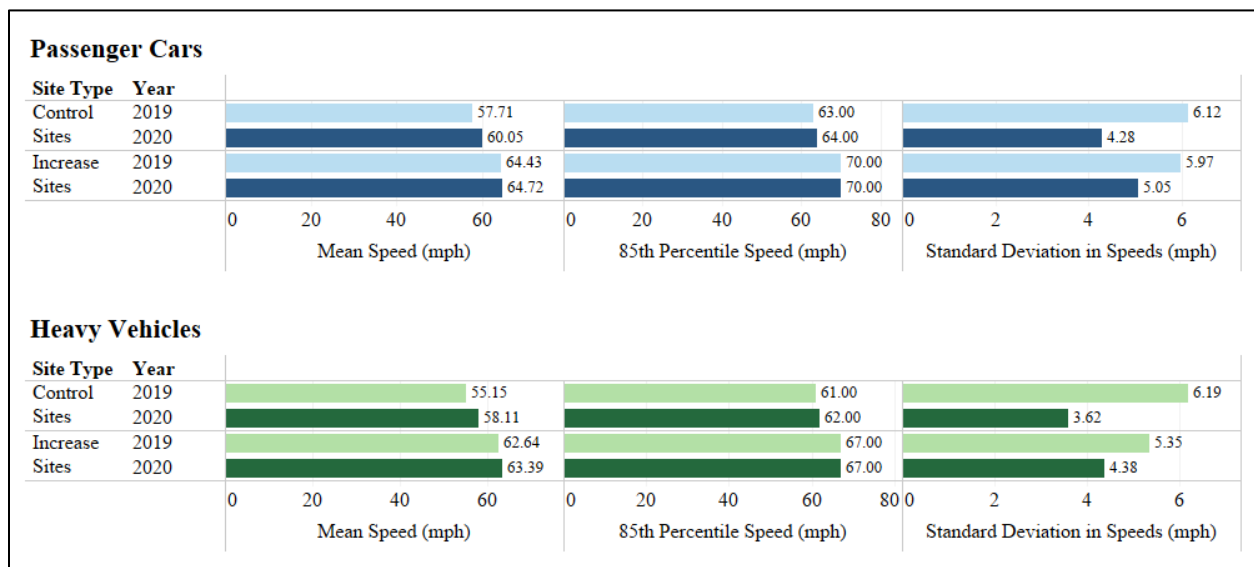 Passenger Cars
Site Type Year
Control 2019 57.71 63.00 6.12
Sites 2020 60.05 64.00 4.28
Increase 2019 64.43 70.00 5.97
Sites 2020 64.72 70.00 5.05
0 20 40 60 0 20 40 60 80 0 2 4 6
Mean Speed (mph) 85th Percentile Speed (mph) Standard Deviation in Speeds (mph)
Heavy Vehicles
Site Type Year
Control 2019 55.15 61.00 6.19
Sites 2020 58.11 62.00 3.62
Increase 2019 62.64 67.00 5.35
Sites 2020 63.39 67.00 4.38
0 20 40 60 0 20 40 60 80 0 2 4 6
Mean Speed (mph) 85th Percentile Speed (mph) Standard Deviation in Speeds (mph)